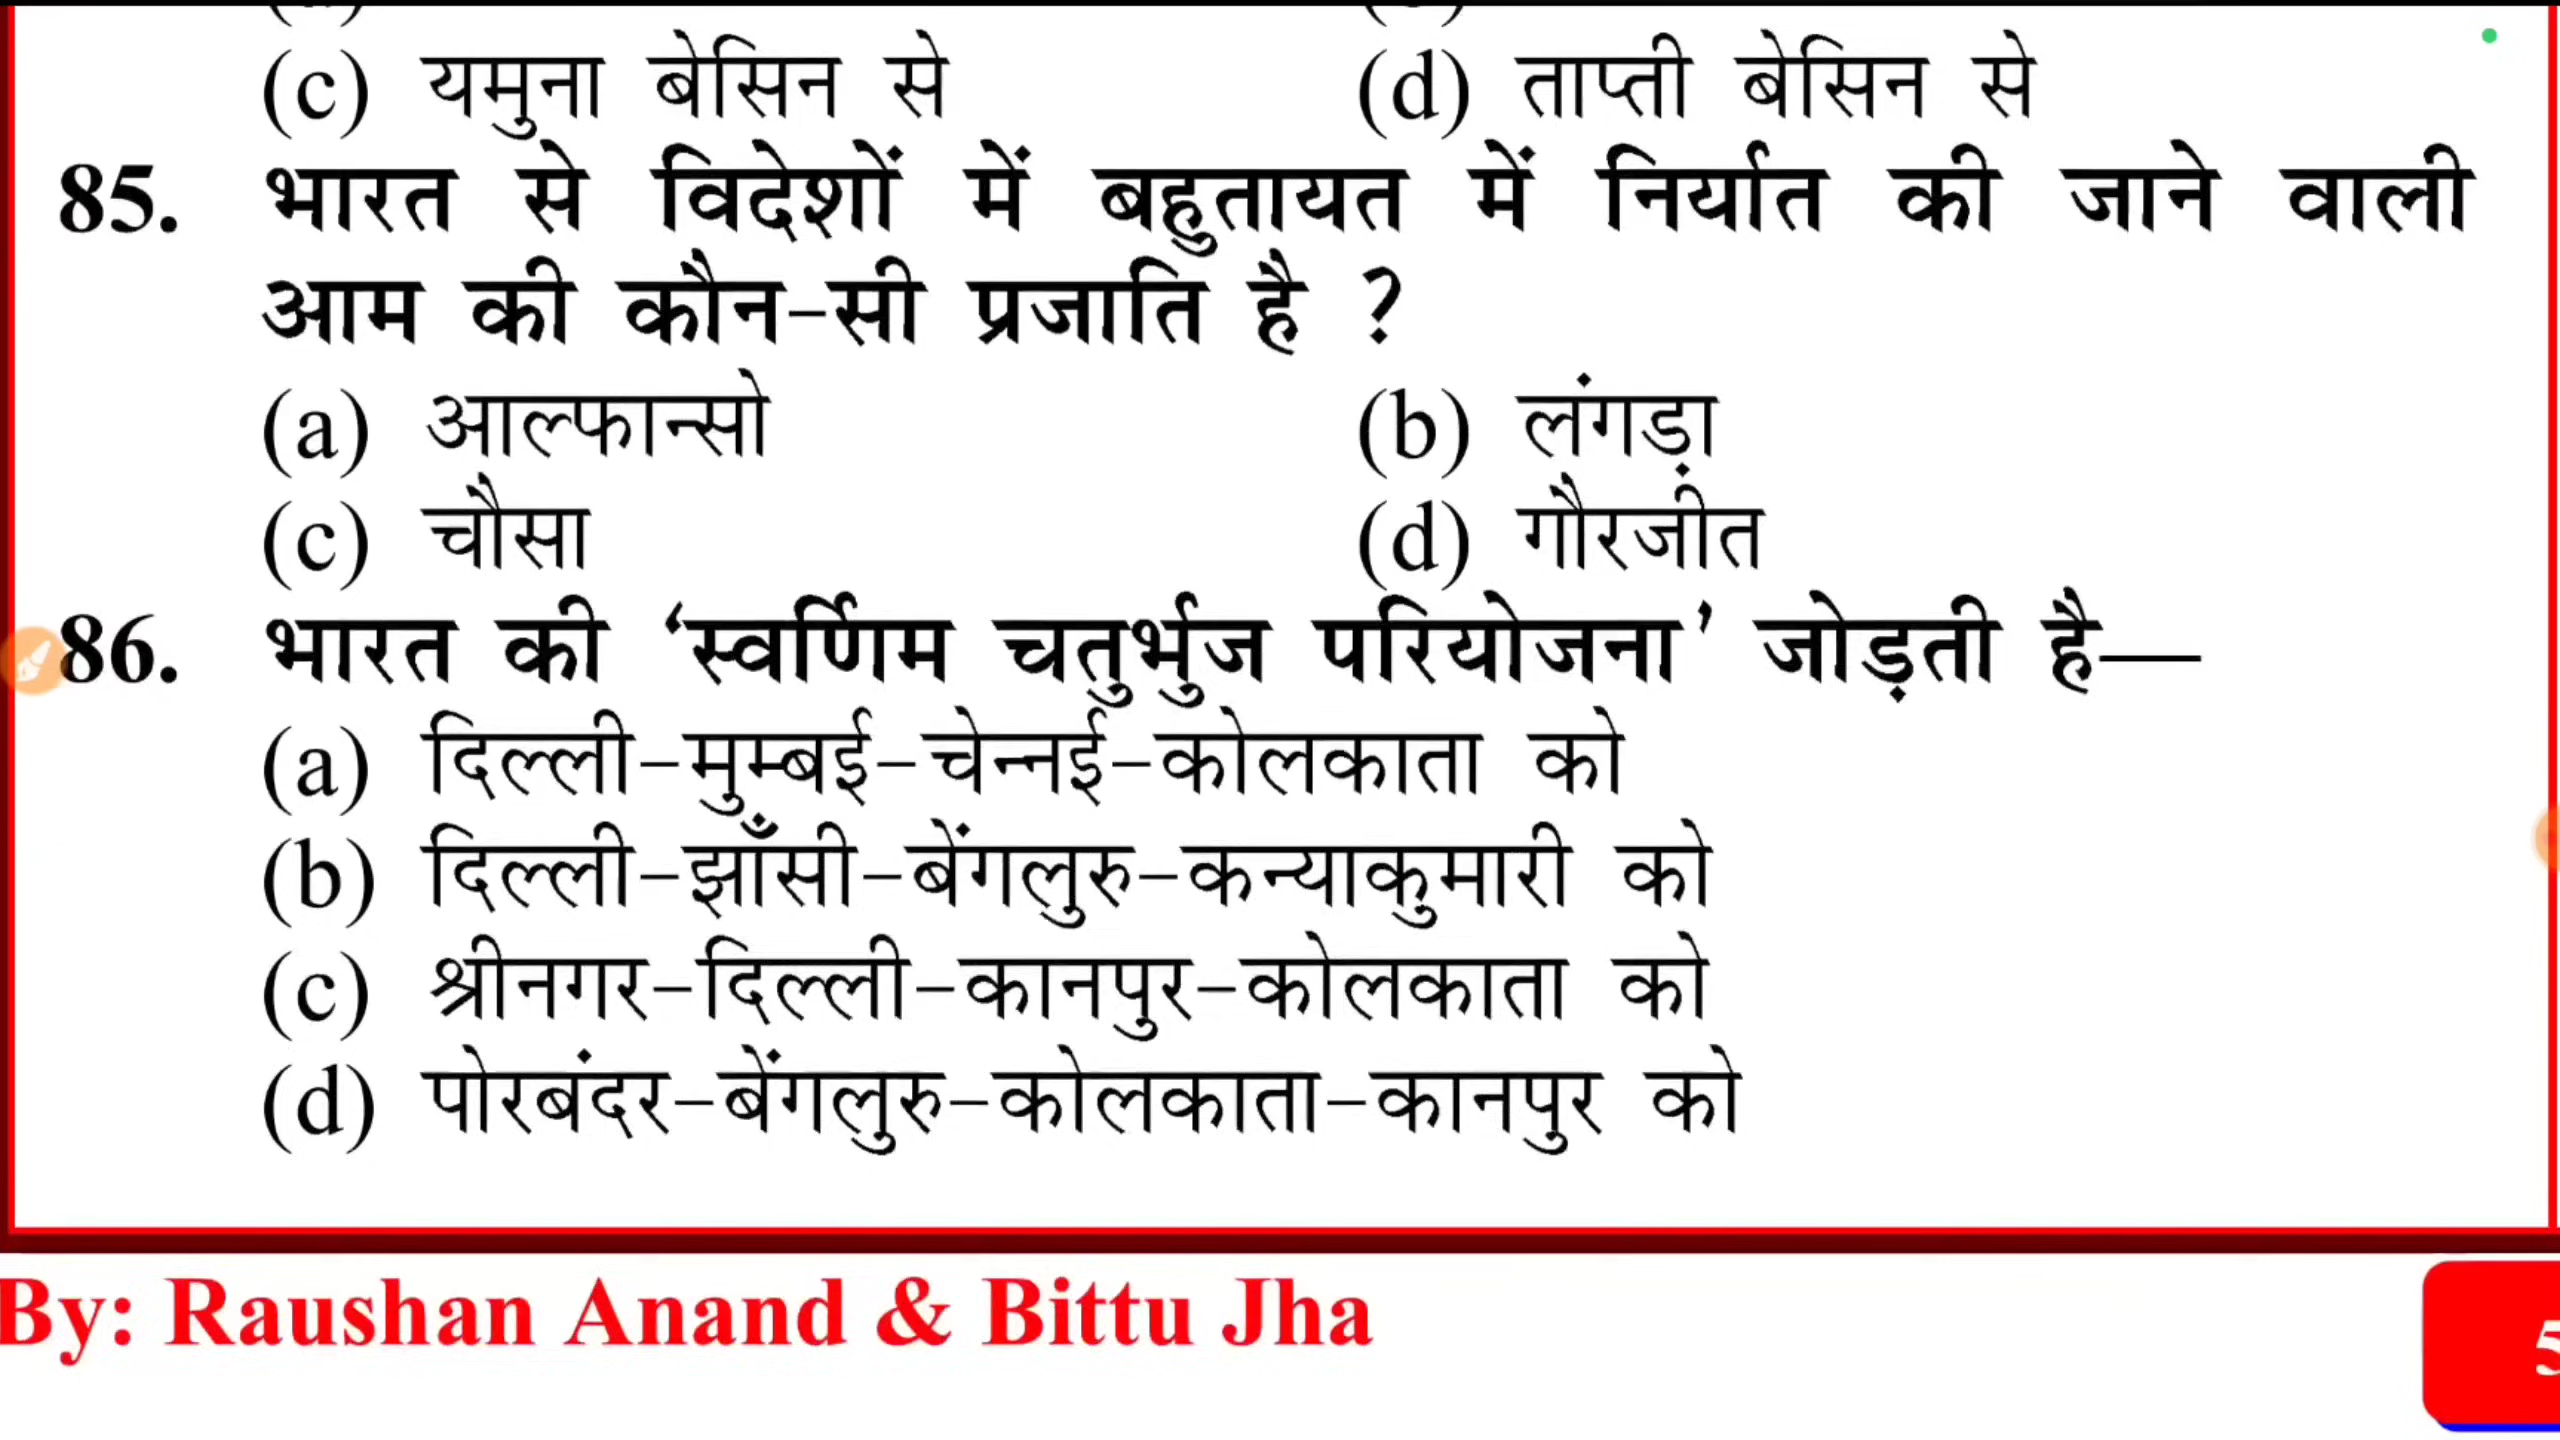 (c) यमुना बेसिन से (d) ताप्ती बेसिन से
85. भारत से विदेशों में बहुतायत में निर्यात की जाने वाली
आम की कौन-सी प्रजाति है ?
(a) आल्फान्सो (b) लंगड़ा
(c) चौसा (d) गौरजींत
86. भारत की ‘स्वर्णिम चतुर्भुज परियोजना’ जोड़ती है—
(a) दिल्ली-मुम्बई-चेन्नई-कोलकाता को
(b) दिल्ली-झाँसी-बेंगलुरु-कन्याकुमारी को
(c) श्रीनगर-दिल्ली-कानपुर-कोलकाता को
(d) पोरबंदर-बेंगलुरु-कोलकाता-कानपुर को
By: Raushan Anand & Bittu Jha